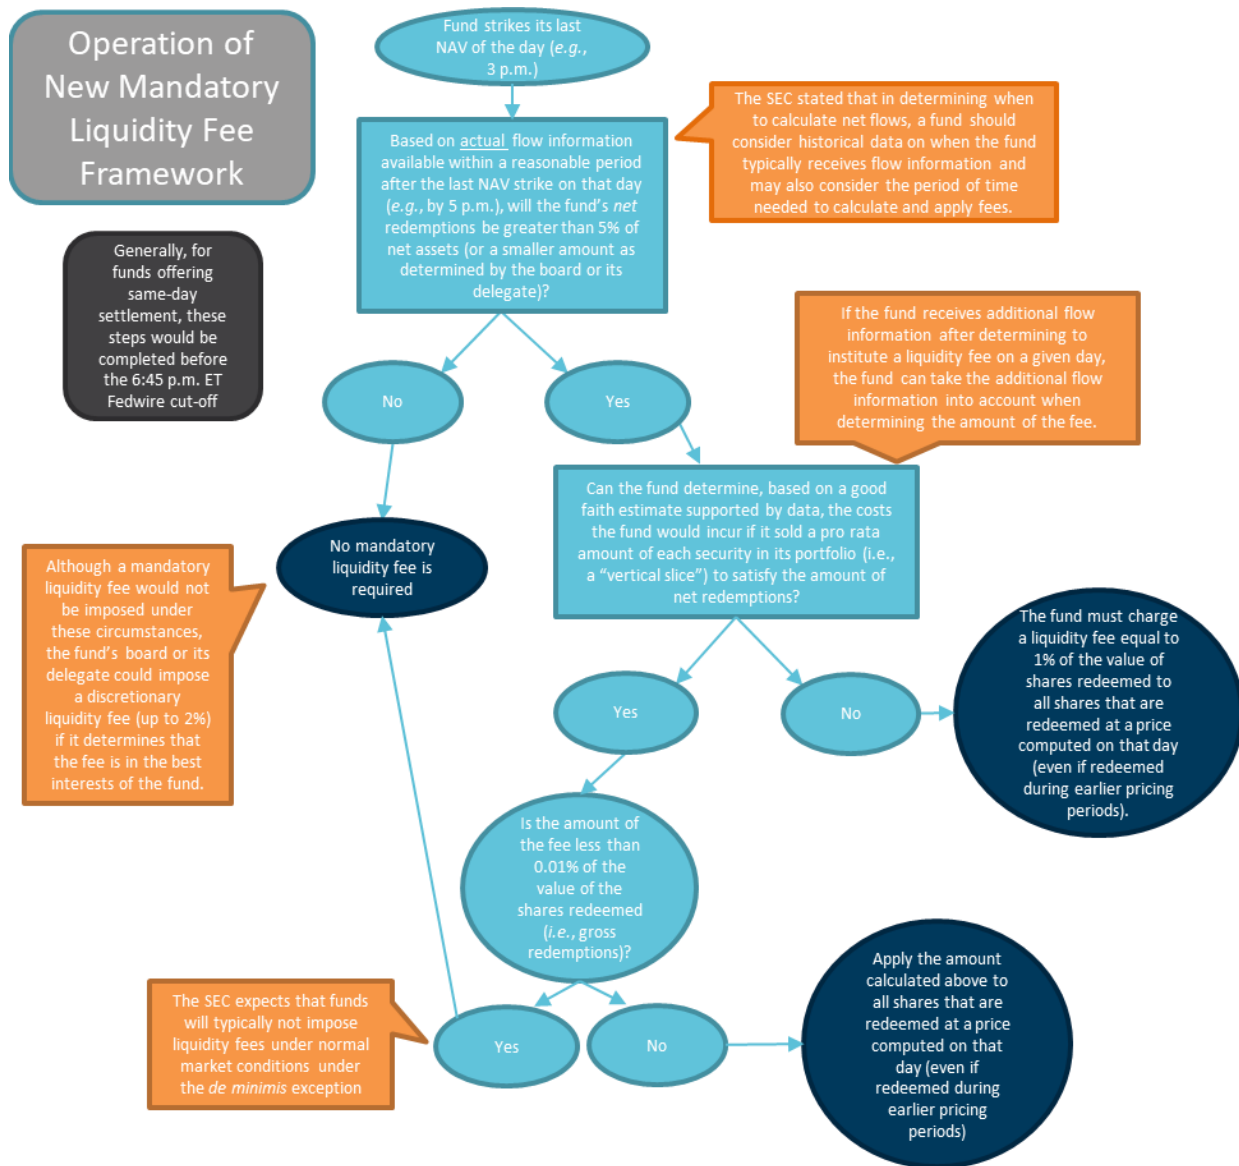 Operation of
New Mandatory
Liquidity Fee
Framework
Fund strikes its last
NAV of the day (e.g.,
3 p.m.)
The SEC stated that in determining when
to calculate net flows, a fund should
consider historical data on when the fund
typically receives flow information and
may also consider the period of time
needed to calculate and apply fees.
Based on actual flow information
available within a reasonable period
after the last NAV strike on that day
(e.g., by 5 p.m.), will the fund's net
redemptions be greater than 5% of
net assets (or a smaller amount as
determined by the board or its
delegate)?
Generally, for
funds offering
same-day
settlement, these
steps would be
completed before
the 6:45 p.m. ET
Fedwire cut-off
If the fund receives additional flow
information after determining to
institute a liquidity fee on a given day,
the fund can take the additional flow
information into account when
determining the amount of the fee.
No
Yes
Can the fund determine, based on a good
faith estimate supported by data, the costs
the fund would incur if it sold a pro rata
amount of each security in its portfolio (i.e.,
a “vertical slice”) to satisfy the amount of
net redemptions?
No mandatory
liquidity fee is
required
Although a mandatory
liquidity fee would not
be imposed under
these circumstances,
the fund's board or its
delegate could impose
a discretionary
liquidity fee (up to 2%)
if it determines that
the fee is in the best
interests of the fund.
The fund must charge
a liquidity fee equal to
1% of the value of
shares redeemed to
all shares that are
redeemed at a price
computed on that day
(even if redeemed
during earlier pricing
periods).
Yes
No
Is the amount of
the fee less than
0.01% of the
value of the
shares redeemed
(i.e., gross
redemptions)?
Apply the amount
calculated above to
all shares that are
redeemed at a price
computed on that
day (even if
redeemed during
earlier pricing
periods)
The SEC expects that funds
will typically not impose
liquidity fees under normal
market conditions under
the de minimis exception
Yes
No